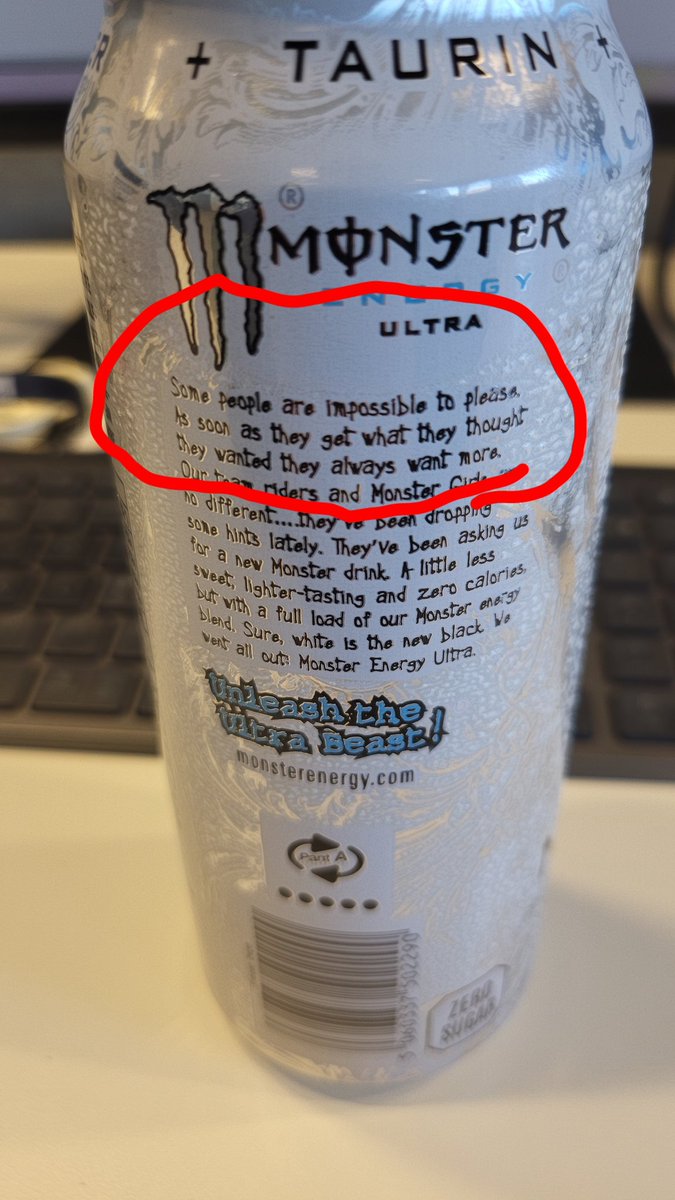 ER + TAURIN +
®
MONSTER
ENERGY ®
ULTRA
Some people are impossible to please.
As soon as they get what they thought
they wanted they always want more.
Our team riders and Monster Girls
no different....they've been dropping
some hints lately. They've been asking us
for a new Monster drink. A little less
sweet, lighter-tasting and zero calories,
but with a full load of our Monster energy
blend. Sure, white is the new black. We
went all out: Monster Energy Ultra.
Unleash the
Ultra Beast!
monsterenergy.com
Pant A
5 060337 502290
ZERO
SUGAR